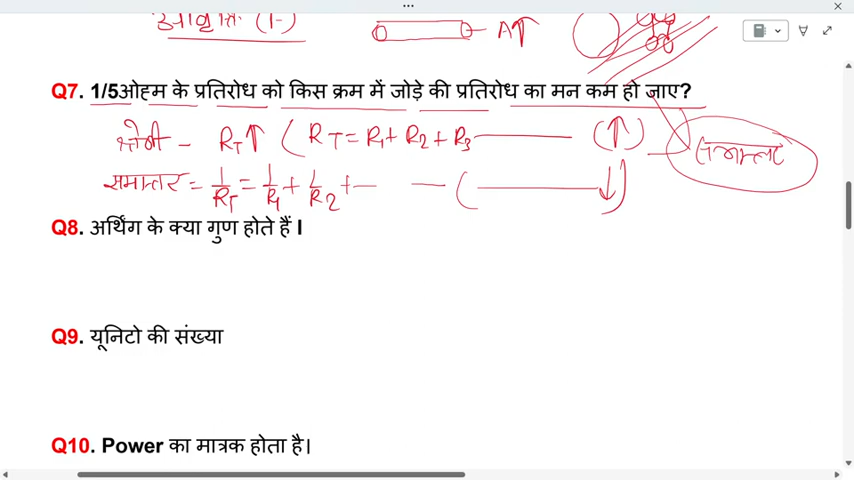 आवृत्ति (F)
A↑
Q7. 1/5ओह्म के प्रतिरोध को किस क्रम में जोड़े की प्रतिरोध का मन कम हो जाए?
श्रेणी - RT↑ (RT = R1 + R2 + R3 (↑)
समान्तर = 1/RT = 1/R1 + 1/R2 + — — ( ↓)
Q8. अर्थिंग के क्या गुण होते हैं I
Q9. यूनिटो की संख्या
Q10. Power का मात्रक होता है।